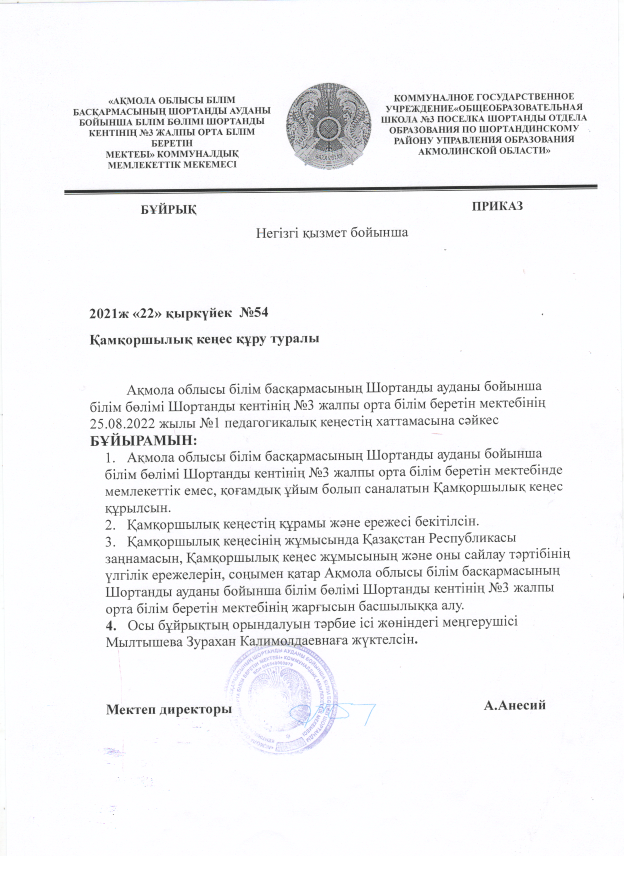 «АҚМОЛА ОБЛЫСЫ БІЛІМ
БАСҚАРМАСЫНЫҢ ШОРТАНДЫ АУДАНЫ
БОЙЫНША БІЛІМ БӨЛІМІ ШОРТАНДЫ
КЕНТІНІҢ №3 ЖАЛПЫ ОРТА БІЛІМ
БЕРЕТІН
МЕКТЕБІ» КОММУНАЛДЫҚ
МЕМЛЕКЕТТІК МЕКЕМЕСІ
КОММУНАЛНОЕ ГОСУДАРСТВЕННОЕ
УЧРЕЖДЕНИЕ«ОБЩЕОБРАЗОВАТЕЛЬНАЯ
ШКОЛА №3 ПОСЕЛКА ШОРТАНДЫ ОТДЕЛА
ОБРАЗОВАНИЯ ПО ШОРТАНДИНСКОМУ
РАЙОНУ УПРАВЛЕНИЯ ОБРАЗОВАНИЯ
АКМОЛИНСКОЙ ОБЛАСТИ»
БҰЙРЫҚ
ПРИКАЗ
Негізгі қызмет бойынша
2021ж «22» қыркүйек №54
Қамқоршылық кеңес құру туралы
Ақмола облысы білім басқармасының Шортанды ауданы бойынша
білім бөлімі Шортанды кентінің №3 жалпы орта білім беретін мектебінің
25.08.2022 жылы №1 педагогикалық кеңестің хаттамасына сәйкес
БҰЙЫРАМЫН:
1. Ақмола облысы білім басқармасының Шортанды ауданы бойынша
білім бөлімі Шортанды кентінің №3 жалпы орта білім беретін мектебінде
мемлекеттік емес, қоғамдық ұйым болып саналатын Қамқоршылық кеңес
құрылсын.
2. Қамқоршылық кеңестің құрамы және ережесі бекітілсін.
3. Қамқоршылық кеңесінің жұмысында Қазақстан Республикасы
заңнамасын, Қамқоршылық кеңес жұмысының және оны сайлау тәртібінің
үлгілік ережелерін, соңымен қатар Ақмола облысы білім басқармасының
Шортанды ауданы бойынша білім бөлімі Шортанды кентінің №3 жалпы
орта білім беретін мектебінің жарғысын басшылыққа алу.
4. Осы бұйрықтың орындалуын тәрбие ісі жөніндегі меңгерушісі
Мылтышева Зурахан Калимолдаевнаға жүктелсін.
Мектеп директоры
А.Анесий